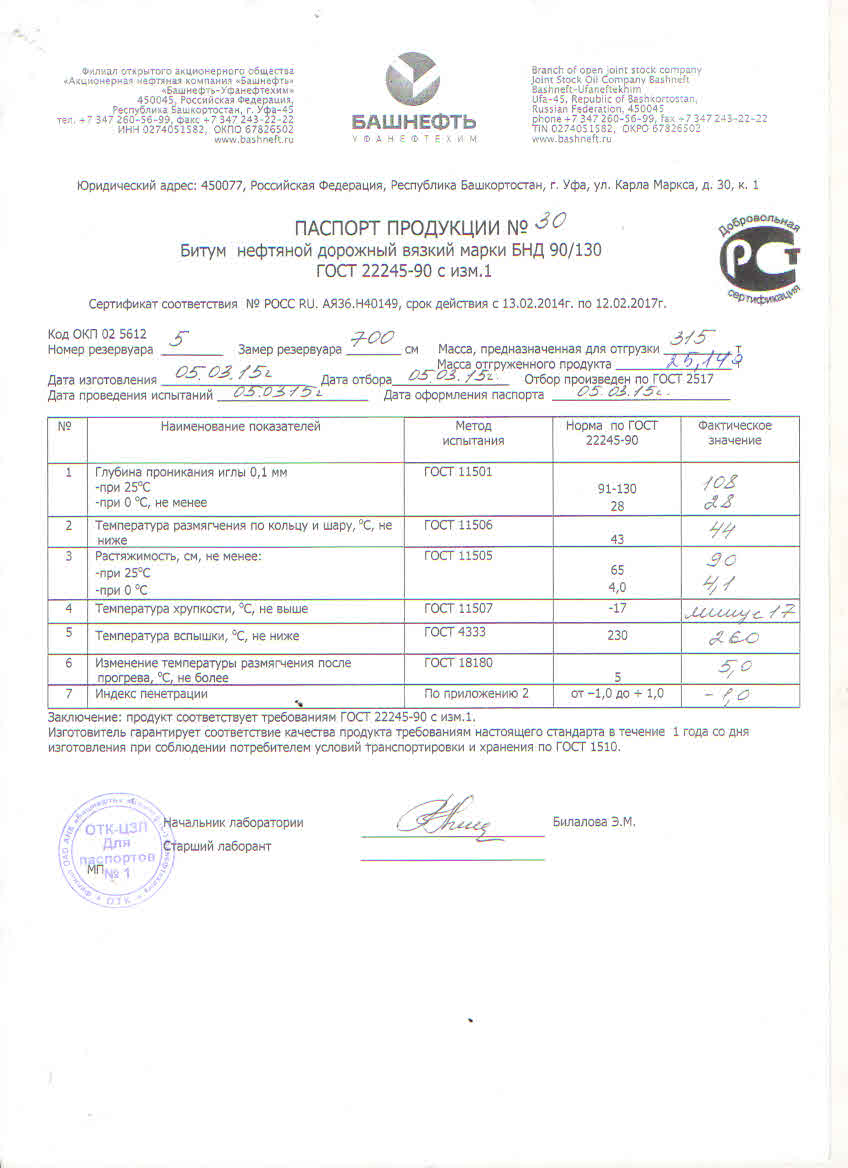 Филиал открытого акционерного общества
«Акционерная нефтяная компания «Башнефть»
«Башнефть-Уфанефтехим»
450045, Российская Федерация,
Республика Башкортостан, г. Уфа-45
тел. +7 347 260-56-99, факс +7 347 243-22-22
ИНН 0274051582, ОКПО 67826502
www.bashneft.ru
БАШНЕФТЬ
УФАНЕФТЕХИМ
Branch of open joint stock company
Joint Stock Oil Company Bashneft
Bashneft-Ufaneftekhim
Ufa-45, Republic of Bashkortostan,
Russian Federation, 450045
phone +7 347 260-56-99, fax +7 347 243-22-22
TIN 0274051582, OKPO 67826502
www.bashneft.ru
Юридический адрес: 450077, Российская Федерация, Республика Башкортостан, г. Уфа, ул. Карла Маркса, д. 30, к. 1
ПАСПОРТ ПРОДУКЦИИ № 30
Битум нефтяной дорожный вязкий марки БНД 90/130
ГОСТ 22245-90 с изм.1
Добровольная
РСТ
сертификация
Сертификат соответствия № РОСС RU. АЯ36.Н40149, срок действия с 13.02.2014г. по 12.02.2017г.
Код ОКП 02 5612
Номер резервуара 5 Замер резервуара 700 см Масса, предназначенная для отгрузки 315 т
Масса отгруженного продукта 25,14 т
Дата изготовления 05.03.15г Дата отбора 05.03.15г. Отбор произведен по ГОСТ 2517
Дата проведения испытаний 05.0315г Дата оформления паспорта 05.03.15г.
№ Наименование показателей Метод испытания Норма по ГОСТ 22245-90 Фактическое значение
1 Глубина проникания иглы 0,1 мм ГОСТ 11501
-при 25°С 91-130 108
-при 0 °С, не менее 28 28
2 Температура размягчения по кольцу и шару, °С, не ниже ГОСТ 11506 43 44
3 Растяжимость, см, не менее: ГОСТ 11505
-при 25°С 65 90
-при 0 °С 4,0 4,1
4 Температура хрупкости, °С, не выше ГОСТ 11507 -17 минус 17
5 Температура вспышки, °С, не ниже ГОСТ 4333 230 260
6 Изменение температуры размягчения после прогрева, °С, не более ГОСТ 18180 5 5,0
7 Индекс пенетрации По приложению 2 от –1,0 до + 1,0 – 1,0
Заключение: продукт соответствует требованиям ГОСТ 22245-90 с изм.1.
Изготовитель гарантирует соответствие качества продукта требованиям настоящего стандарта в течение 1 года со дня
изготовления при соблюдении потребителем условий транспортировки и хранения по ГОСТ 1510.
Начальник лаборатории Билалова Э.М.
Старший лаборант
МП
ОТК-ЦЗЛ
Для
паспортов
№ 1